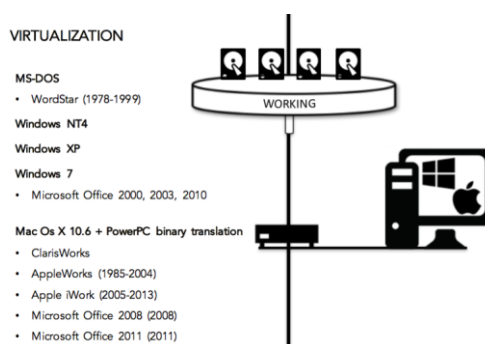 VIRTUALIZATION
MS-DOS
• WordStar (1978-1999)
Windows NT4
Windows XP
Windows 7
• Microsoft Office 2000, 2003, 2010
Mac Os X 10.6 + PowerPC binary translation
• ClarisWorks
• AppleWorks (1985-2004)
• Apple iWork (2005-2013)
• Microsoft Office 2008 (2008)
• Microsoft Office 2011 (2011)
WORKING